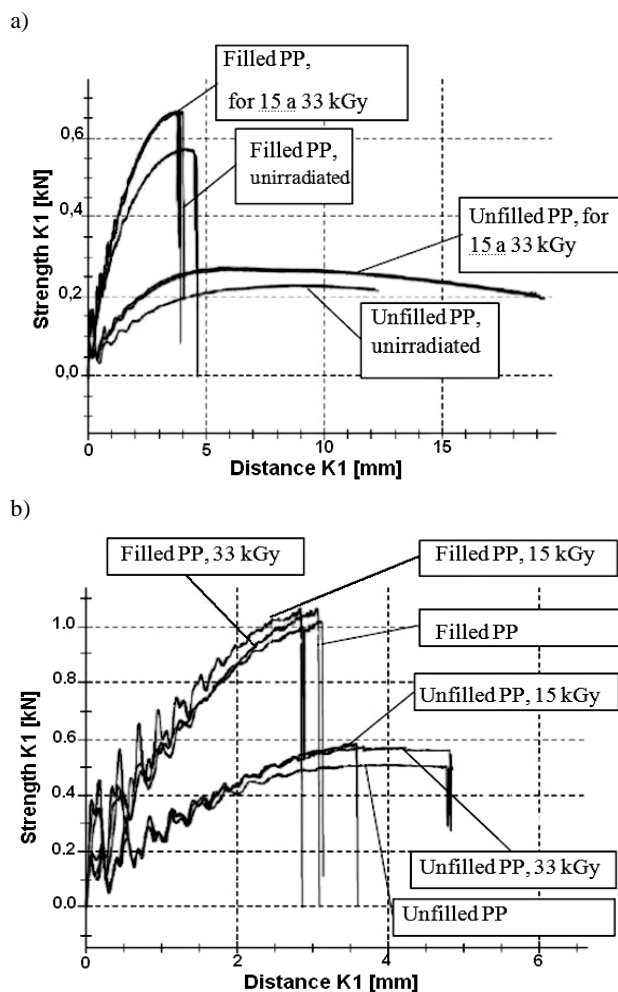 a)
Filled PP,
for 15 a 33 kGy
Filled PP,
unirradiated
Unfilled PP, for
15 a 33 kGy
Unfilled PP,
unirradiated
Strength K1 [kN]
0,6
0,4
0,2
0,0
0 5 10 15
Distance K1 [mm]
b)
Filled PP, 33 kGy
Filled PP, 15 kGy
Filled PP
Unfilled PP, 15 kGy
Unfilled PP, 33 kGy
Unfilled PP
Strength K1 [kN]
1.0
0.8
0.6
0.4
0.2
0.0
0 2 4 6
Distance K1 [mm]